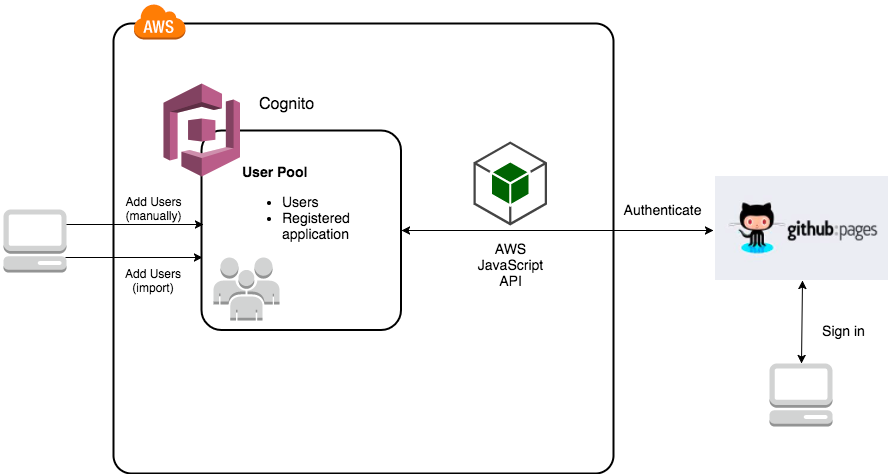 AWS
Cognito
User Pool
• Users
• Registered
application
Add Users
(manually)
Add Users
(import)
AWS
JavaScript
API
Authenticate
github:pages
Sign in